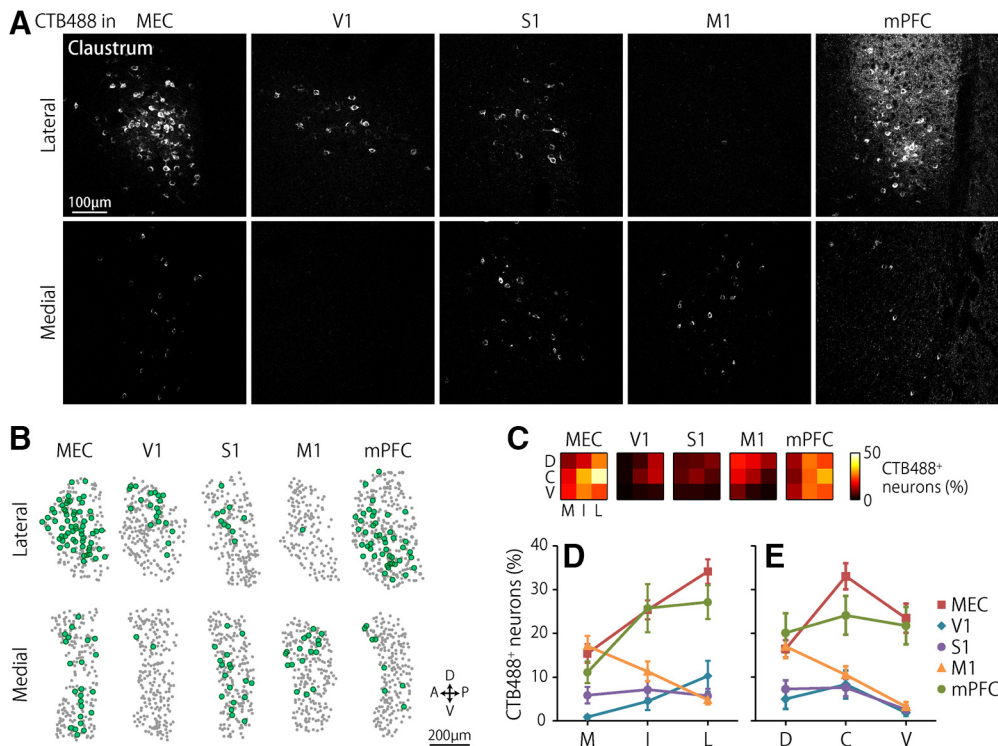 A CTB488 in MEC V1 S1 M1 mPFC
Claustrum
Lateral
100μm
Medial
B
MEC V1 S1 M1 mPFC
Lateral
Medial
D
A P
V
200μm
C
MEC V1 S1 M1 mPFC
D
C
V
M I L
50
0
CTB488⁺
neurons (%)
D E
CTB488⁺ neurons (%)
40
30
20
10
0
M I L
D C V
MEC
V1
S1
M1
mPFC